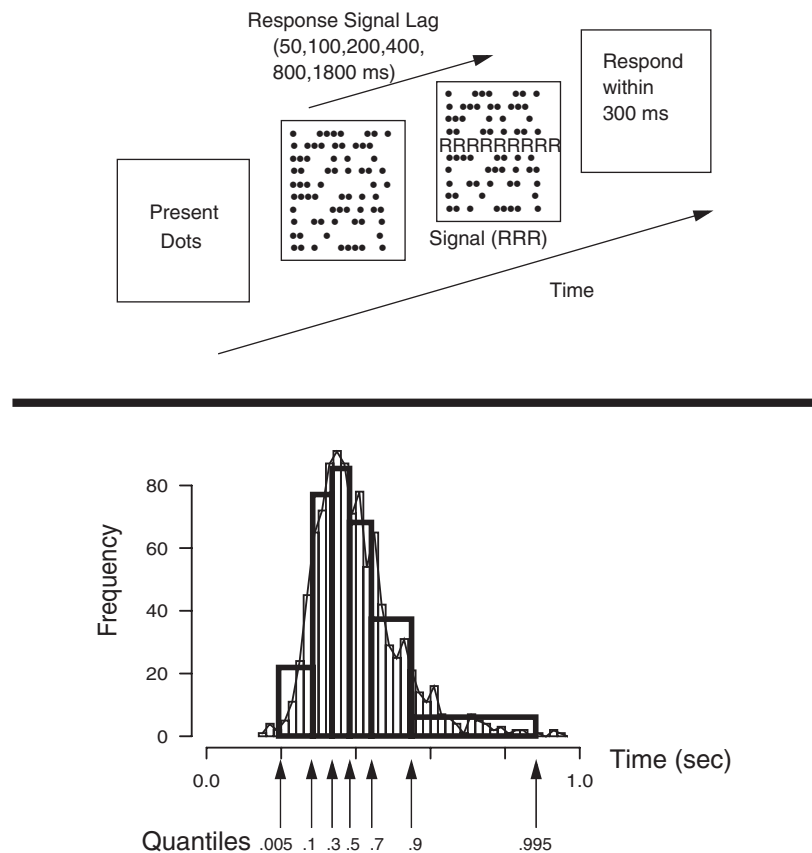 Response Signal Lag
(50,100,200,400,
800,1800 ms)
Respond
within
300 ms
RRRRRRRRR
Present
Dots
Signal (RRR)
Time
80
60
40
20
0
Frequency
0.0
1.0
Time (sec)
Quantiles .005 .1 .3 .5 .7 .9 .995